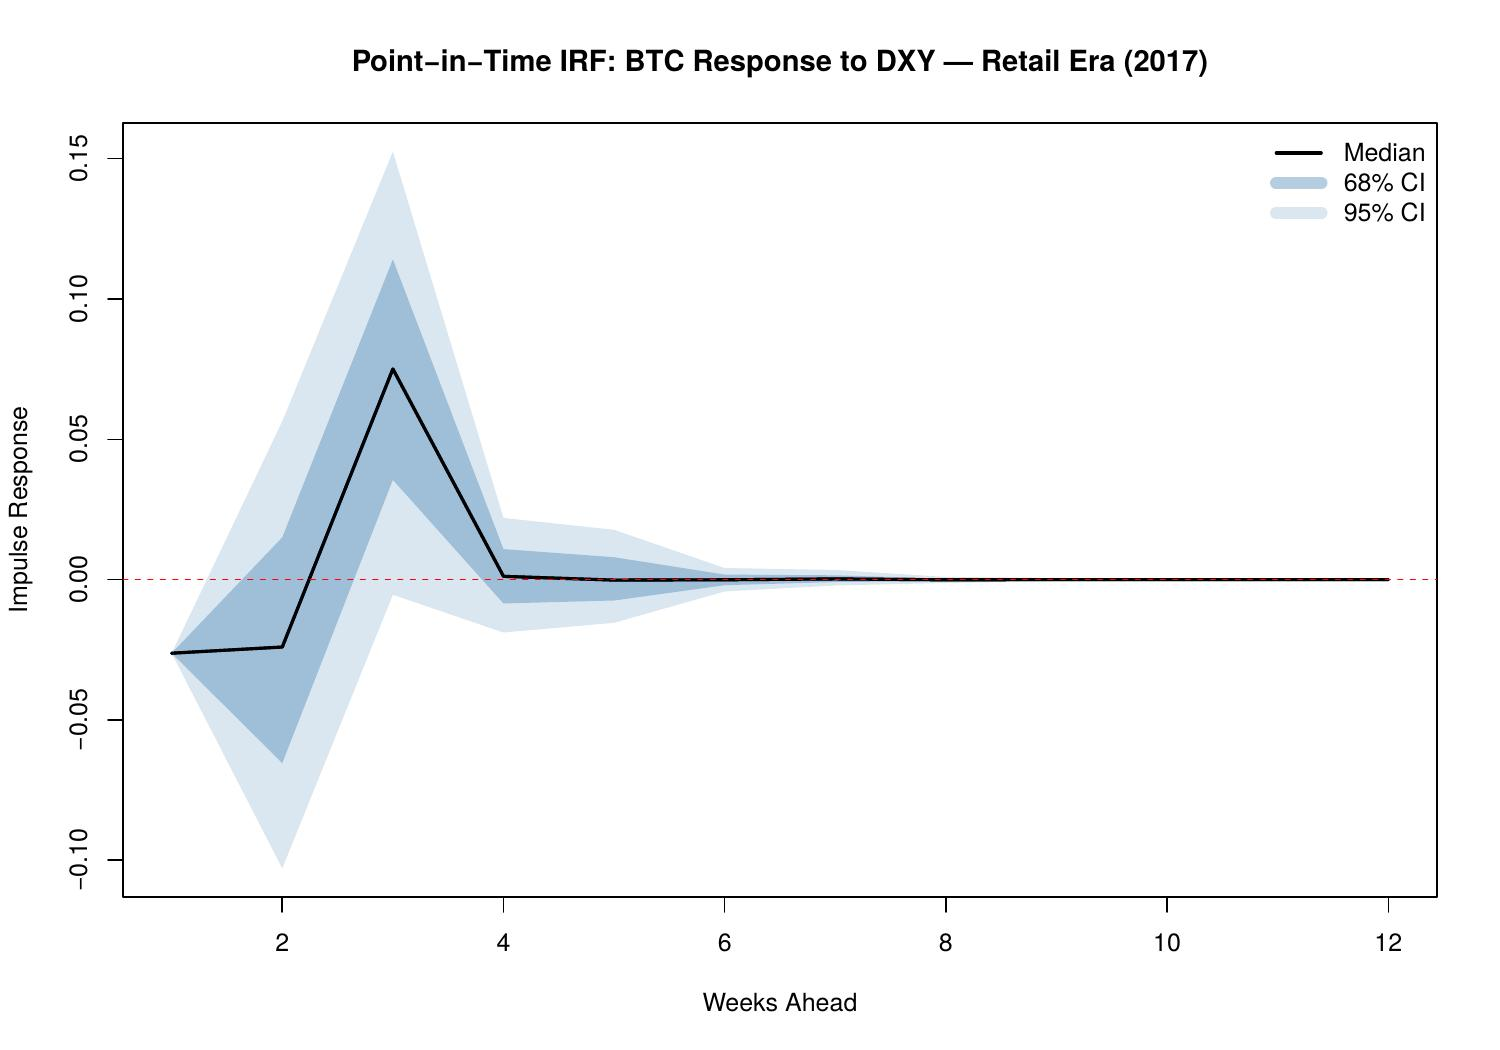 Point−in−Time IRF: BTC Response to DXY — Retail Era (2017)
Median
68% CI
95% CI
0.15
0.10
0.05
0.00
−0.05
−0.10
Impulse Response
2 4 6 8 10 12
Weeks Ahead